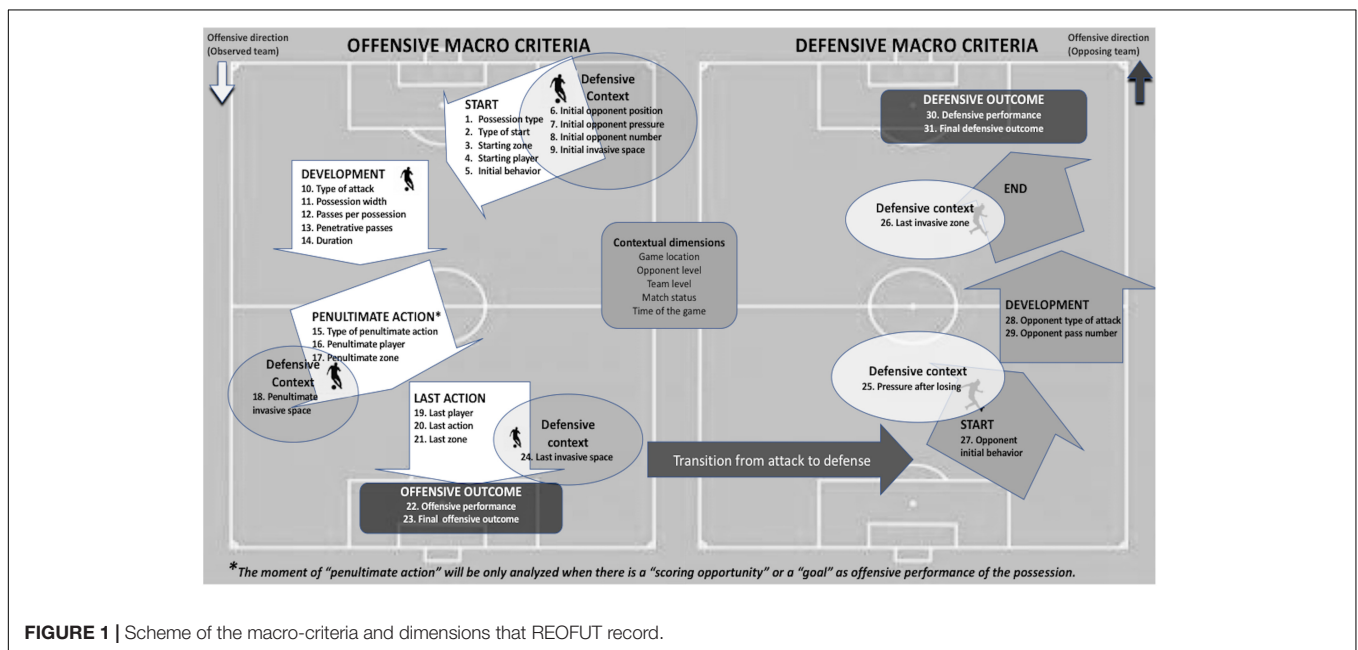 Offensive direction
(Observed team)
OFFENSIVE MACRO CRITERIA
DEFENSIVE MACRO CRITERIA
Offensive direction
(Opposing team)
START
1. Possession type
2. Type of start
3. Starting zone
4. Starting player
5. Initial behavior
Defensive
Context
6. Initial opponent position
7. Initial opponent pressure
8. Initial opponent number
9. Initial invasive space
DEVELOPMENT
10. Type of attack
11. Possession width
12. Passes per possession
13. Penetrative passes
14. Duration
PENULTIMATE ACTION*
15. Type of penultimate action
16. Penultimate player
17. Penultimate zone
Defensive
Context
18. Penultimate
invasive space
LAST ACTION
19. Last player
20. Last action
21. Last zone
Defensive
context
24. Last invasive space
OFFENSIVE OUTCOME
22. Offensive performance
23. Final offensive outcome
Contextual dimensions
Game location
Opponent level
Team level
Match status
Time of the game
Transition from attack to defense
DEFENSIVE OUTCOME
30. Defensive performance
31. Final defensive outcome
END
Defensive context
26. Last invasive zone
DEVELOPMENT
28. Opponent type of attack
29. Opponent pass number
Defensive context
25. Pressure after losing
START
27. Opponent
initial behavior
*The moment of "penultimate action" will be only analyzed when there is a "scoring opportunity" or a "goal" as offensive performance of the possession.
FIGURE 1 | Scheme of the macro-criteria and dimensions that REOFUT record.